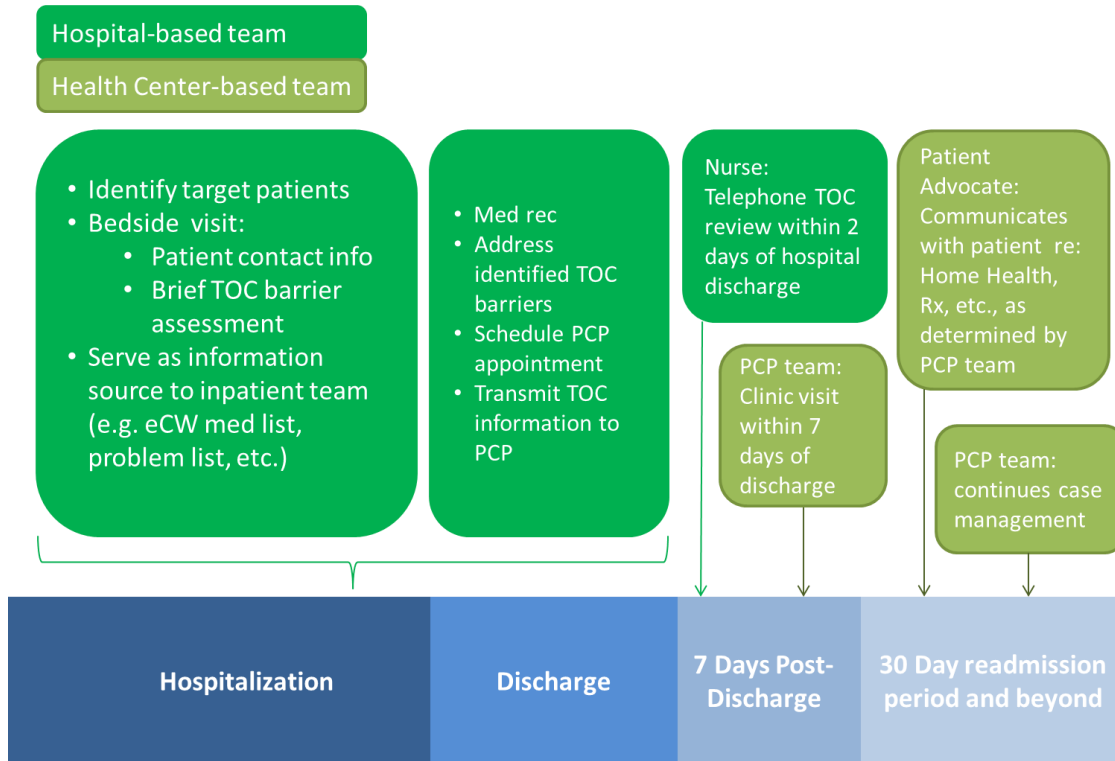 Hospital-based team
Health Center-based team
• Identify target patients
• Bedside visit:
• Patient contact info
• Brief TOC barrier
assessment
• Serve as information
source to inpatient team
(e.g. eCW med list,
problem list, etc.)
• Med rec
• Address
identified TOC
barriers
• Schedule PCP
appointment
• Transmit TOC
information to
PCP
Nurse:
Telephone TOC
review within 2
days of hospital
discharge
PCP team:
Clinic visit
within 7
days of
discharge
Patient
Advocate:
Communicates
with patient re:
Home Health,
Rx, etc., as
determined by
PCP team
PCP team:
continues case
management
Hospitalization
Discharge
7 Days Post-
Discharge
30 Day readmission
period and beyond